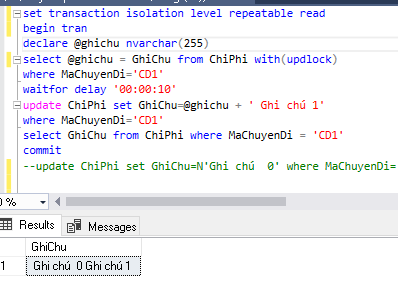 set transaction isolation level repeatable read
begin tran
declare @ghichu nvarchar(255)
select @ghichu = GhiChu from ChiPhi with(updlock)
where MaChuyenDi='CD1'
waitfor delay '00:00:10'
update ChiPhi set GhiChu=@ghichu + ' Ghi chú 1'
where MaChuyenDi='CD1'
select GhiChu from ChiPhi where MaChuyenDi = 'CD1'
commit
--update ChiPhi set GhiChu=N'Ghi chú  0' where MaChuyenDi=
0 %
Results Messages
GhiChu
1 Ghi chú  0 Ghi chú 1